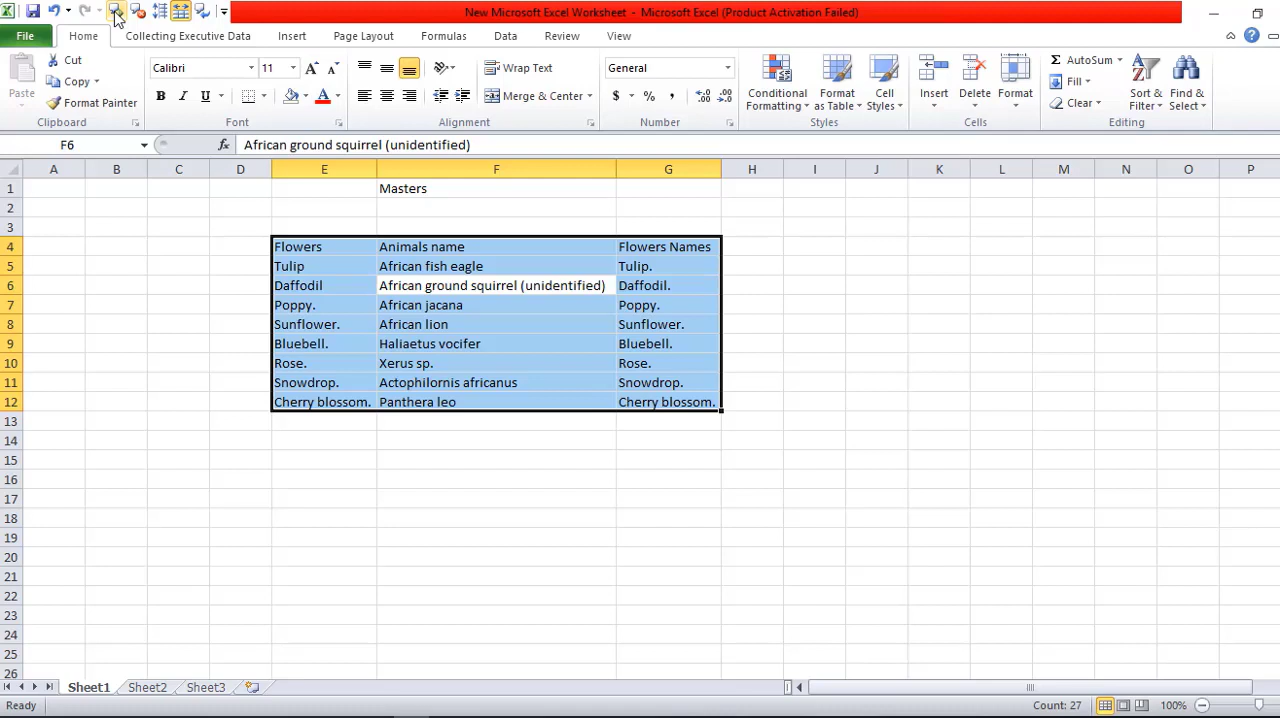 New Microsoft Excel Worksheet - Microsoft Excel (Product Activation Failed)
File Home Collecting Executive Data Insert Page Layout Formulas Data Review View
Paste
Cut
Copy
Format Painter
Clipboard
Calibri 11
B I U A
Font
Wrap Text
Merge & Center
Alignment
General
$ % ,
Number
Conditional Formatting
Format as Table
Cell Styles
Styles
Insert
Delete
Format
Cells
AutoSum
Fill
Clear
Sort & Filter
Find & Select
Editing
F6 fx African ground squirrel (unidentified)
A B C D E F G H I J K L M N O P
1 Masters
2
3
4 Flowers Animals name Flowers Names
5 Tulip African fish eagle Tulip.
6 Daffodil African ground squirrel (unidentified) Daffodil.
7 Poppy. African jacana Poppy.
8 Sunflower. African lion Sunflower.
9 Bluebell. Haliaetus vocifer Bluebell.
10 Rose. Xerus sp. Rose.
11 Snowdrop. Actophilornis africanus Snowdrop.
12 Cherry blossom. Panthera leo Cherry blossom.
13
14
15
16
17
18
19
20
21
22
23
24
25
26
Sheet1 Sheet2 Sheet3
Ready Count: 27 100%